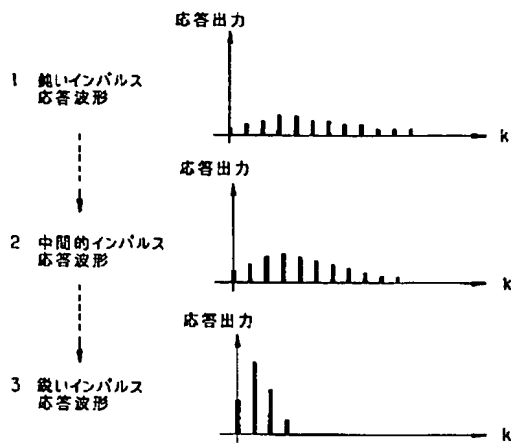 応答出力
1 鈍いインパルス
応答波形
k
応答出力
2 中間的インパルス
応答波形
k
応答出力
3 鋭いインパルス
応答波形
k